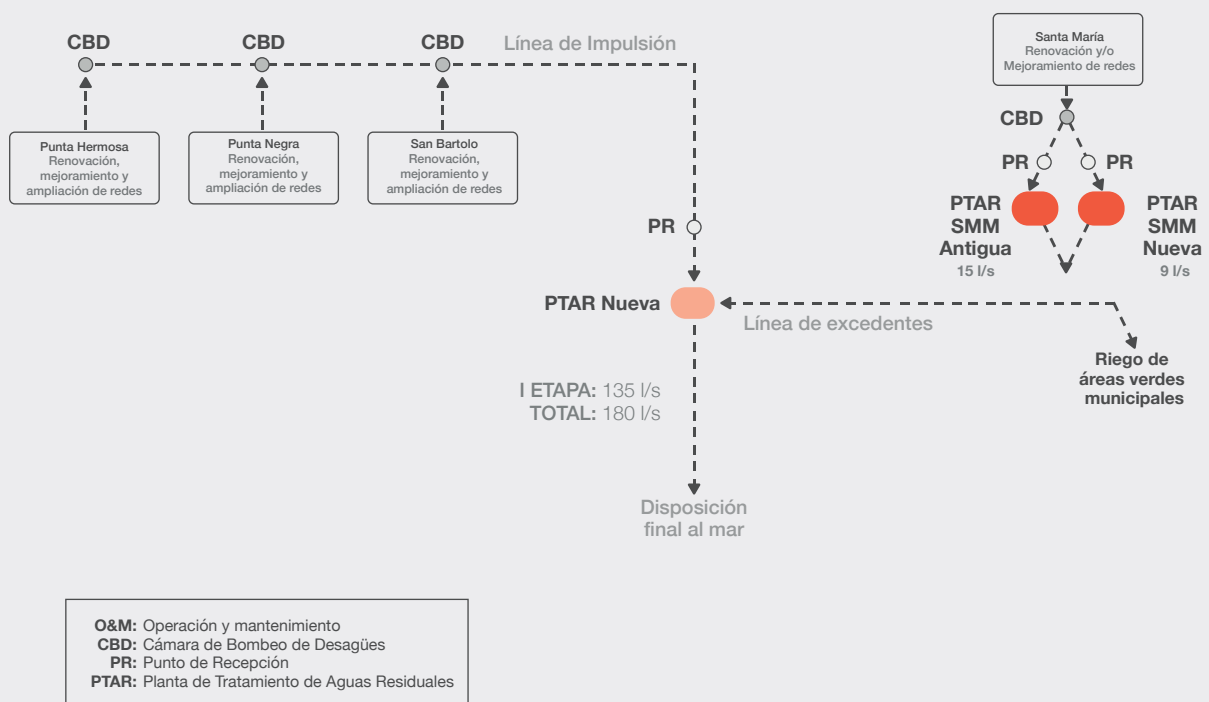 CBD
CBD
CBD
Línea de Impulsión
Punta Hermosa
Renovación,
mejoramiento y
ampliación de redes
Punta Negra
Renovación,
mejoramiento y
ampliación de redes
San Bartolo
Renovación,
mejoramiento y
ampliación de redes
Santa María
Renovación y/o
Mejoramiento de redes
CBD
PR
PR
PTAR
SMM
Antigua
15 l/s
PTAR
SMM
Nueva
9 l/s
PR
PTAR Nueva
Línea de excedentes
Riego de
áreas verdes
municipales
I ETAPA: 135 l/s
TOTAL: 180 l/s
Disposición
final al mar
O&M: Operación y mantenimiento
CBD: Cámara de Bombeo de Desagües
PR: Punto de Recepción
PTAR: Planta de Tratamiento de Aguas Residuales